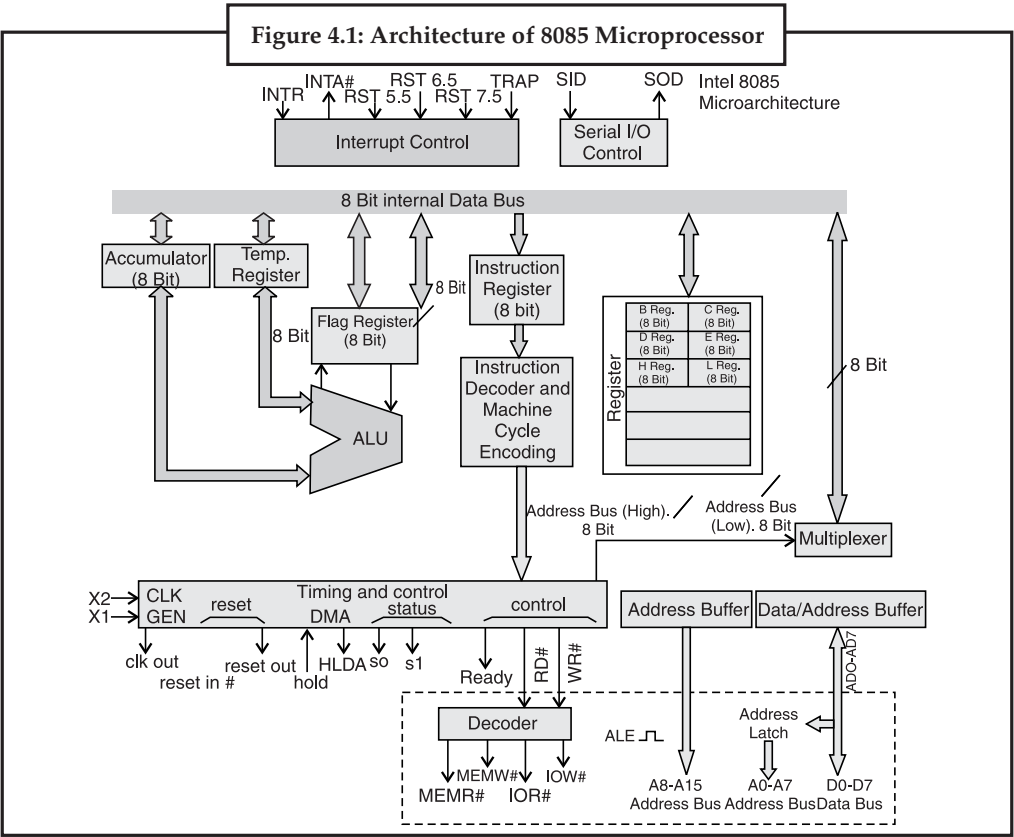 Figure 4.1: Architecture of 8085 Microprocessor
INTR
INTA#
RST 5.5
RST 6.5
RST 7.5
TRAP
SID
SOD
Intel 8085
Microarchitecture
Interrupt Control
Serial I/O
Control
8 Bit internal Data Bus
Accumulator
(8 Bit)
Temp.
Register
8 Bit
Flag Register
(8 Bit)
8 Bit
Instruction
Register
(8 bit)
Instruction
Decoder and
Machine
Cycle
Encoding
ALU
Register
B Reg.
(8 Bit)
C Reg.
(8 Bit)
D Reg.
(8 Bit)
E Reg.
(8 Bit)
H Reg.
(8 Bit)
L Reg.
(8 Bit)
8 Bit
Address Bus (High).
8 Bit
Address Bus
(Low). 8 Bit
Multiplexer
X2
X1
CLK
GEN
reset
Timing and control
DMA
status
control
Address Buffer
Data/Address Buffer
clk out
reset in #
reset out
hold
HLDA
so
s1
Ready
RD#
WR#
ADO-AD7
Decoder
ALE
Address
Latch
MEMR#
MEMW#
IOR#
IOW#
A8-A15
Address Bus
A0-A7
Address Bus
D0-D7
Data Bus